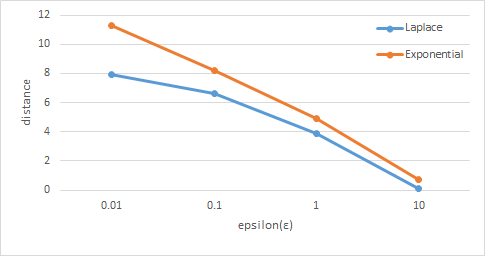 12
10
8
6
4
2
0
distance
0.01 0.1 1 10
epsilon(ε)
Laplace
Exponential